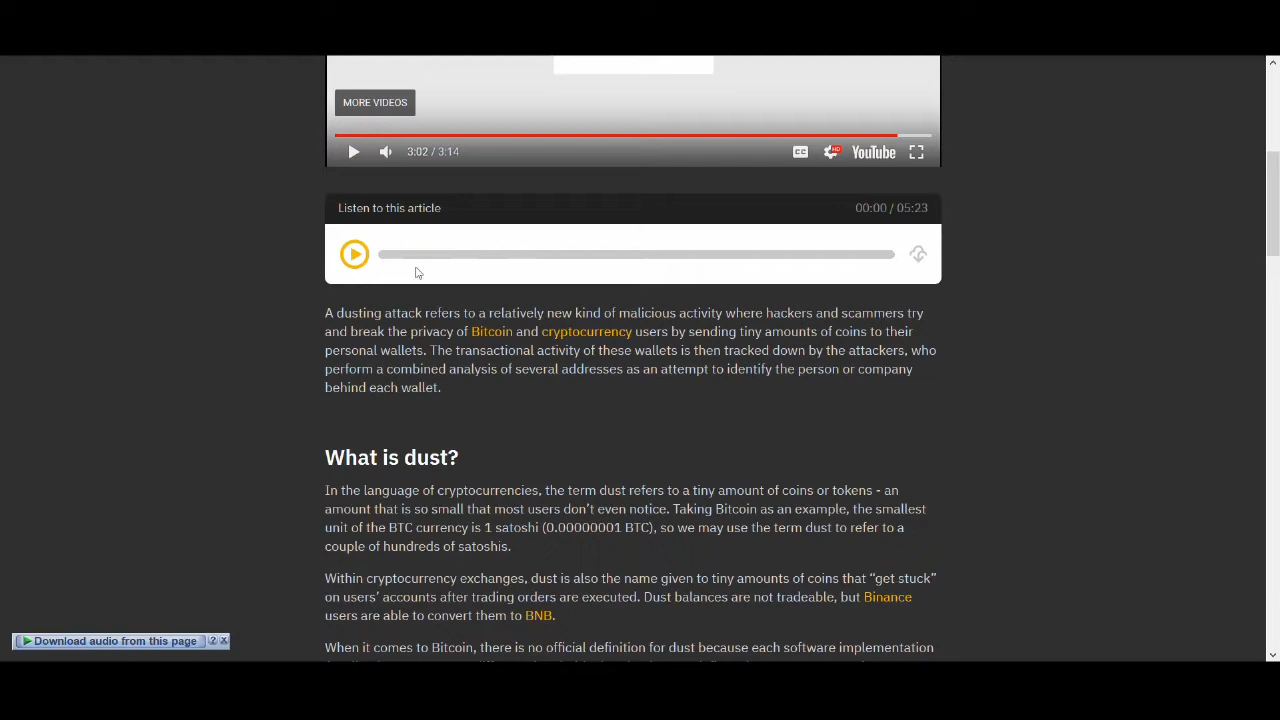 MORE VIDEOS
3:02 / 3:14
CC
HD
YouTube
Listen to this article
00:00 / 05:23
A dusting attack refers to a relatively new kind of malicious activity where hackers and scammers try
and break the privacy of Bitcoin and cryptocurrency users by sending tiny amounts of coins to their
personal wallets. The transactional activity of these wallets is then tracked down by the attackers, who
perform a combined analysis of several addresses as an attempt to identify the person or company
behind each wallet.
What is dust?
In the language of cryptocurrencies, the term dust refers to a tiny amount of coins or tokens - an
amount that is so small that most users don’t even notice. Taking Bitcoin as an example, the smallest
unit of the BTC currency is 1 satoshi (0.00000001 BTC), so we may use the term dust to refer to a
couple of hundreds of satoshis.
Within cryptocurrency exchanges, dust is also the name given to tiny amounts of coins that “get stuck”
on users’ accounts after trading orders are executed. Dust balances are not tradeable, but Binance
users are able to convert them to BNB.
Download audio from this page ? x
When it comes to Bitcoin, there is no official definition for dust because each software implementation